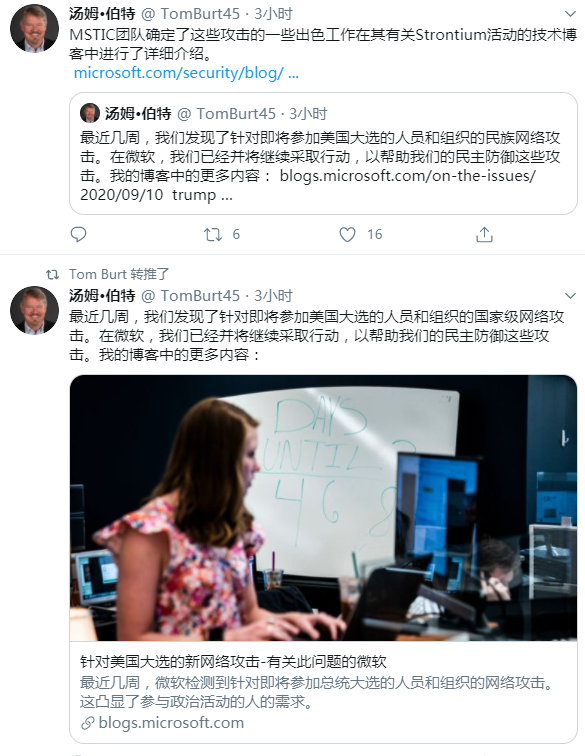 汤姆•伯特 @ TomBurt45 · 3小时
MSTIC团队确定了这些攻击的一些出色工作在其有关Strontium活动的技术博
客中进行了详细介绍。
microsoft.com/security/blog/ ...
汤姆•伯特 @ TomBurt45 · 3小时
最近几周，我们发现了针对即将参加美国大选的人员和组织的民族网络攻
击。在微软，我们已经并将继续采取行动，以帮助我们的民主防御这些攻
击。我的博客中的更多内容： blogs.microsoft.com/on-the-issues/
2020/09/10 trump ...
6
16
Tom Burt 转推了
汤姆•伯特 @ TomBurt45 · 3小时
最近几周，我们发现了针对即将参加美国大选的人员和组织的国家级网络攻
击。在微软，我们已经并将继续采取行动，以帮助我们的民主防御这些攻
击。我的博客中的更多内容：
DAYS
UNTIL
4 6
针对美国大选的新网络攻击-有关此问题的微软
最近几周，微软检测到针对即将参加总统大选的人员和组织的网络攻击。
这凸显了参与政治活动的人的需求。
blogs.microsoft.com